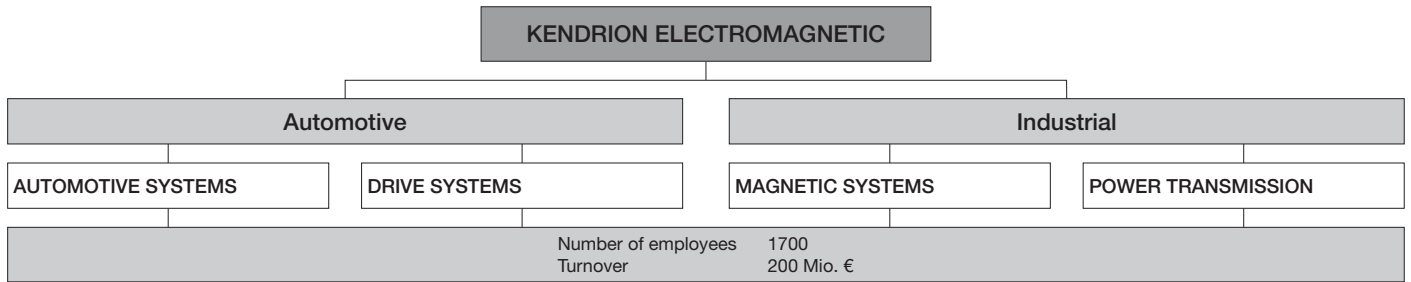 KENDRION ELECTROMAGNETIC
Automotive
Industrial
AUTOMOTIVE SYSTEMS
DRIVE SYSTEMS
MAGNETIC SYSTEMS
POWER TRANSMISSION
Number of employees 1700
Turnover 200 Mio. €